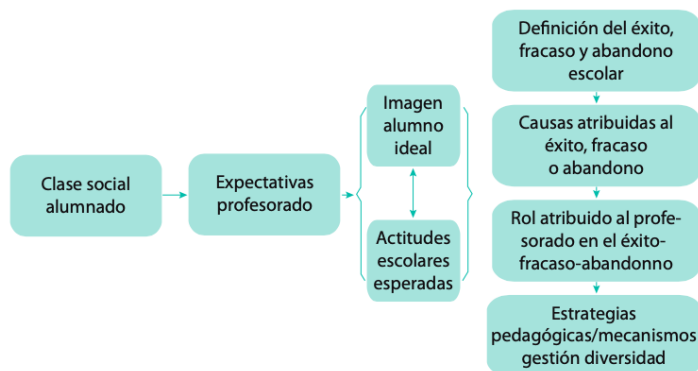 Clase social
alumnado
Expectativas
profesorado
Imagen
alumno
ideal
Actitudes
escolares
esperadas
Definición del éxito,
fracaso y abandono
escolar
Causas atribuidas al
éxito, fracaso
o abandono
Rol atribuido al profe-
sorado en el éxito-
fracaso-abandonno
Estrategias
pedagógicas/mecanismos
gestión diversidad